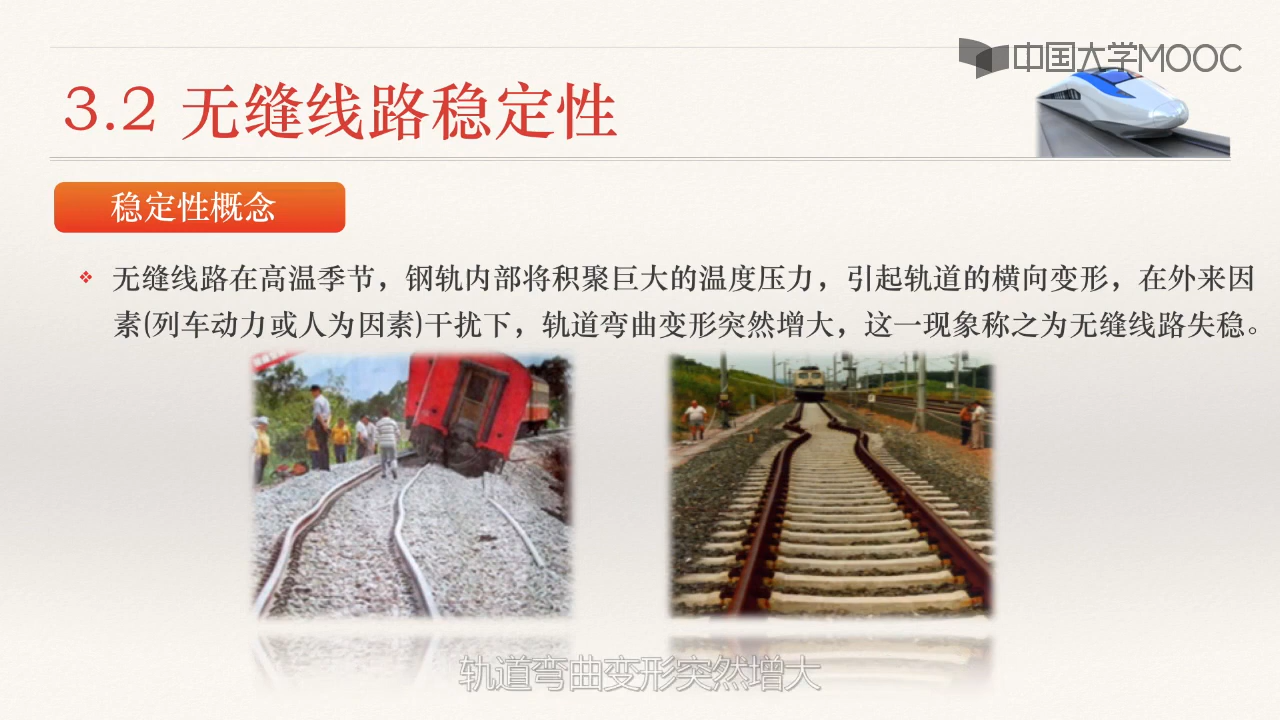 中国大学MOOC
3.2 无缝线路稳定性
稳定性概念
无缝线路在高温季节，钢轨内部将积聚巨大的温度压力，引起轨道的横向变形，在外来因
素(列车动力或人为因素)干扰下，轨道弯曲变形突然增大，这一现象称之为无缝线路失稳。
轨道弯曲变形突然增大